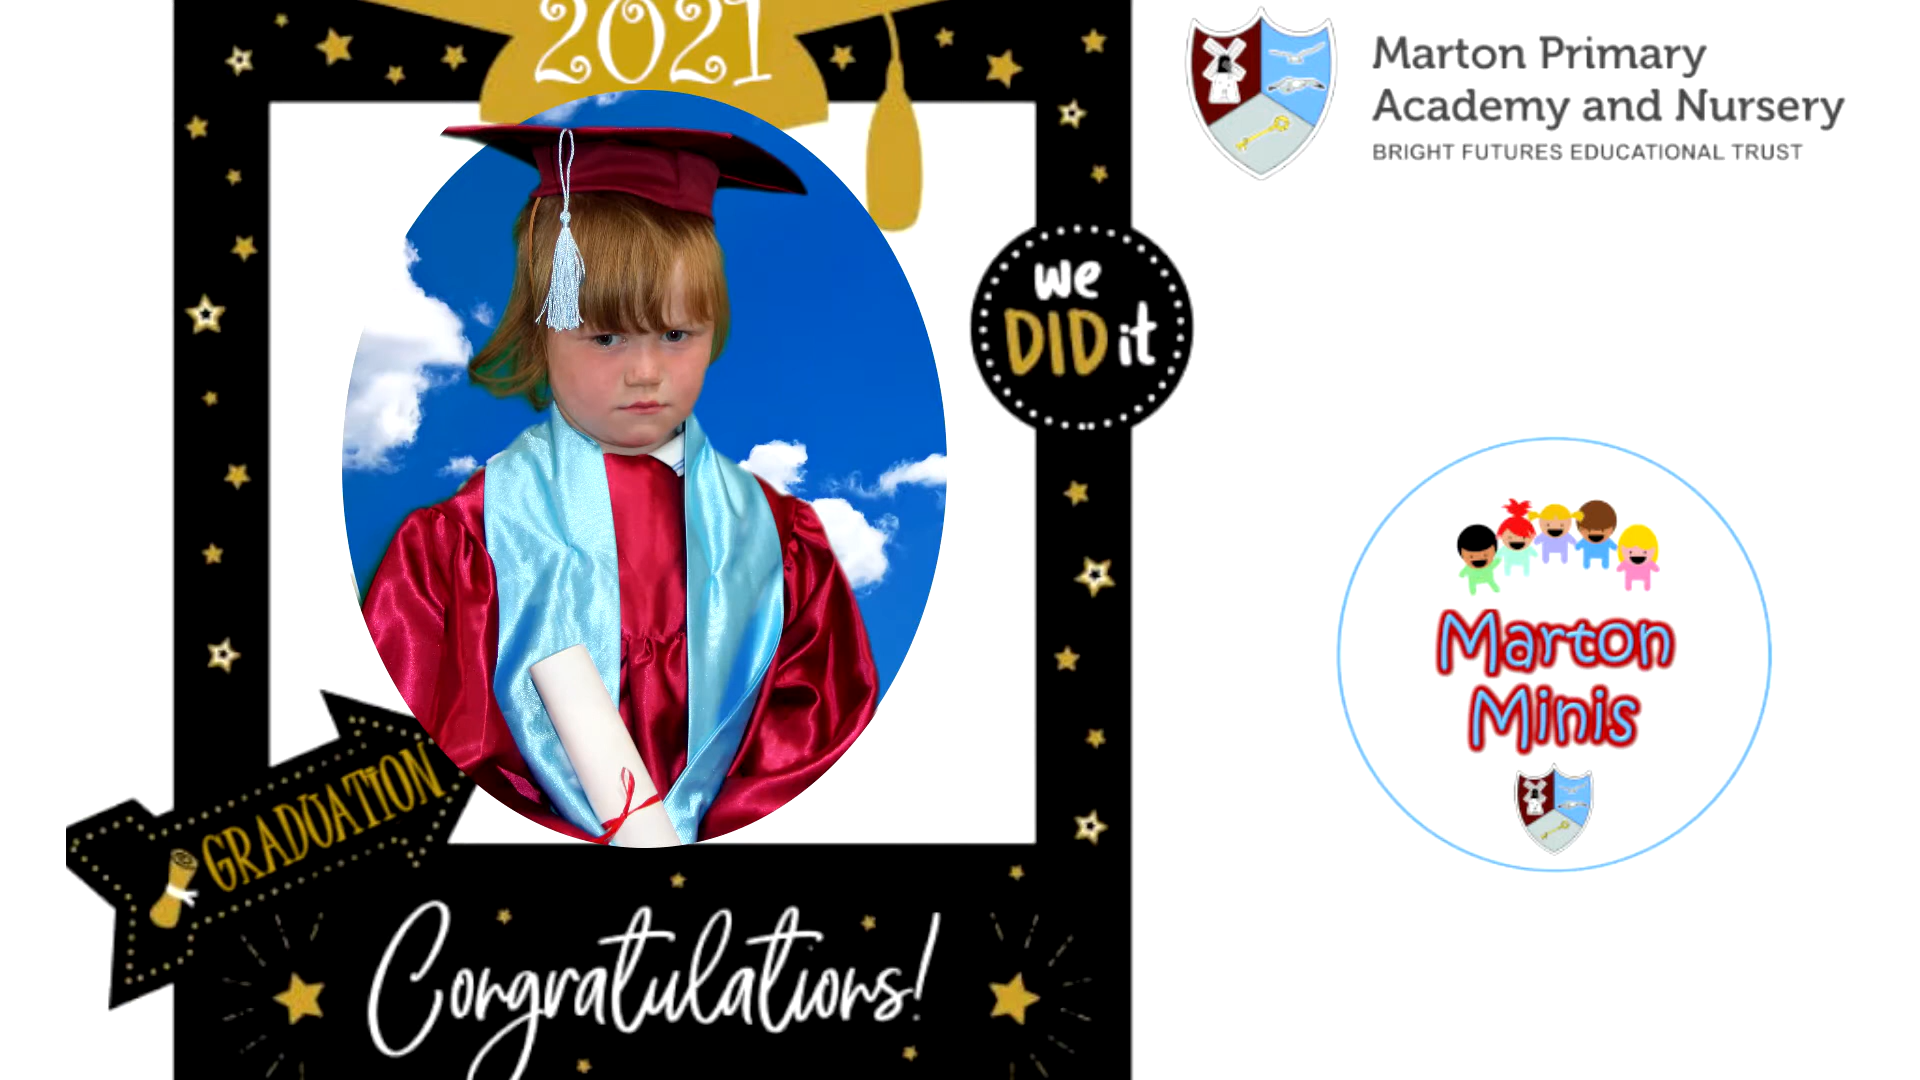 2021
Marton Primary
Academy and Nursery
BRIGHT FUTURES EDUCATIONAL TRUST
we
DID it
GRADUATION
Congratulations!
Marton
Minis